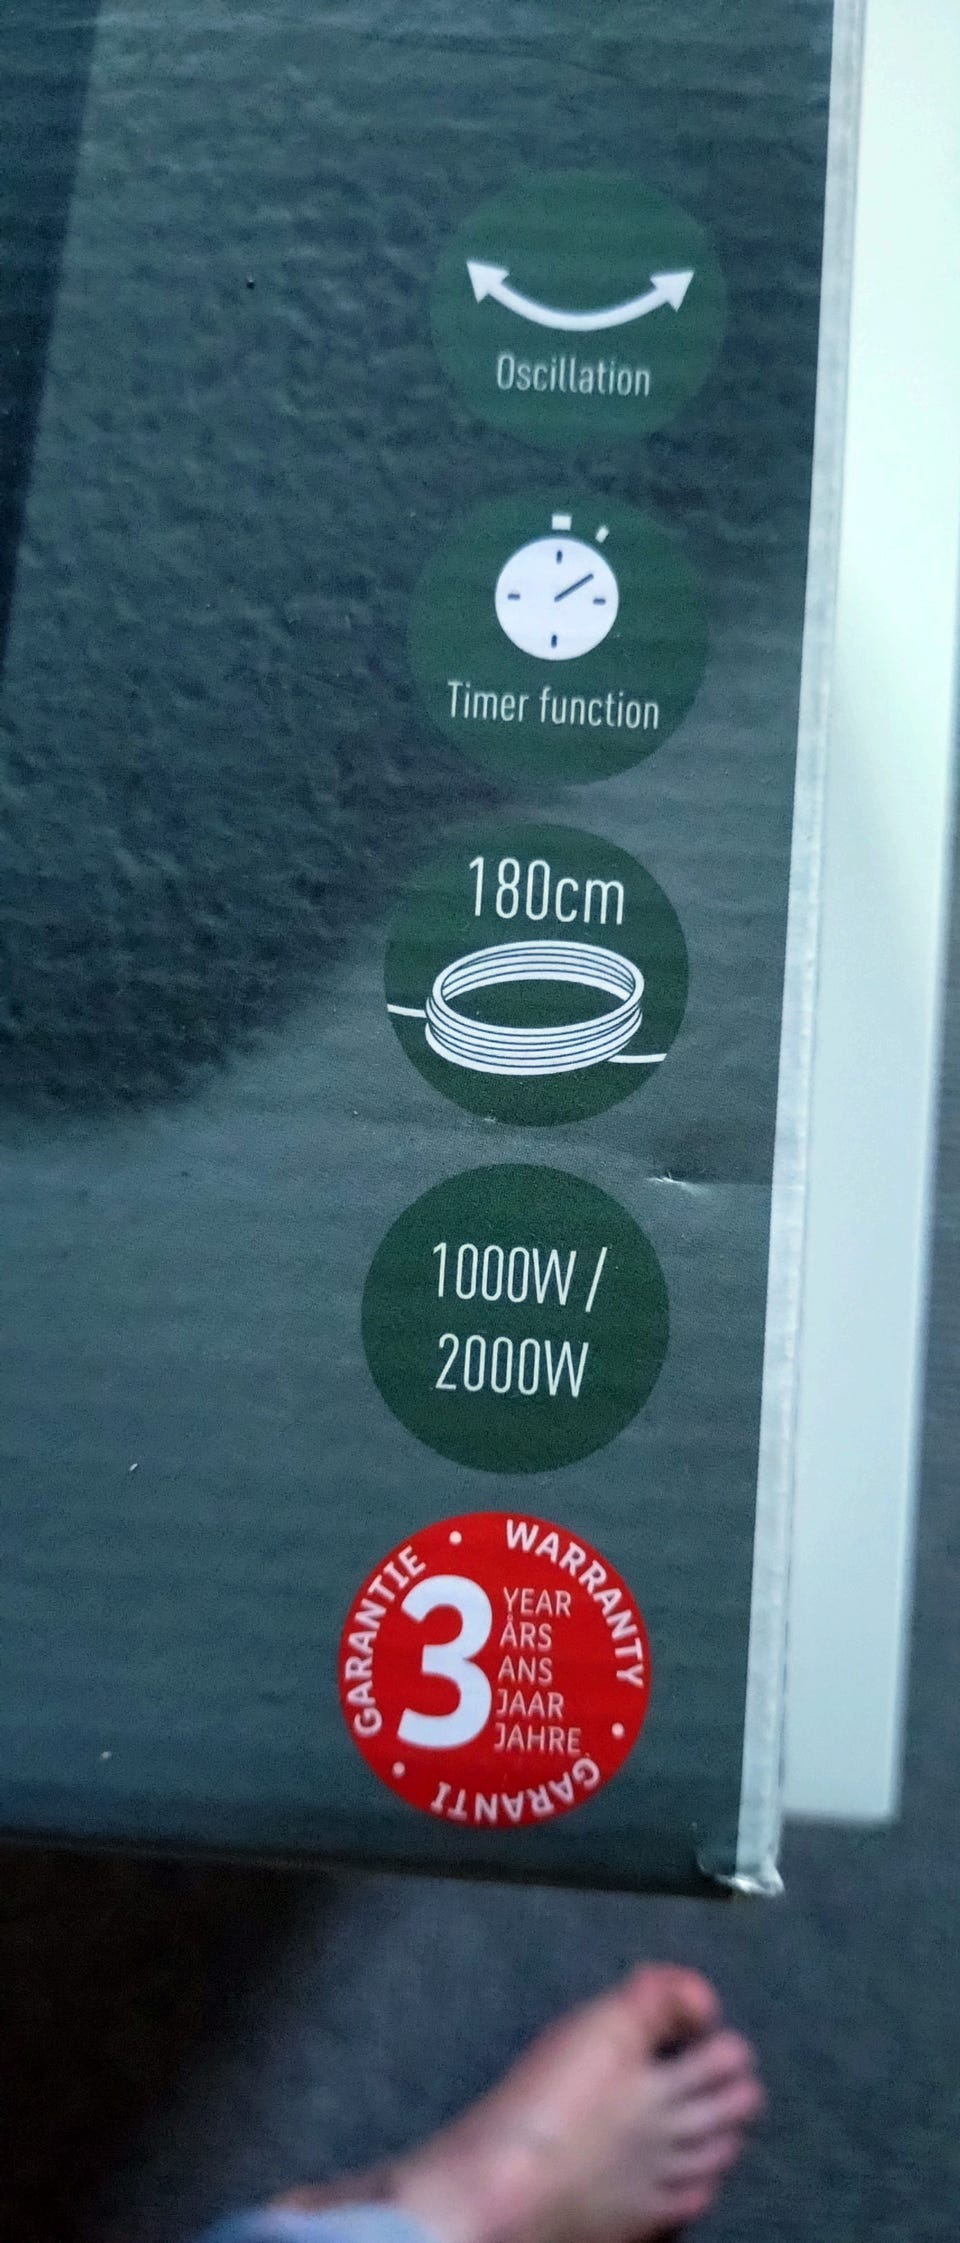 Oscillation
Timer function
180cm
1000W /
2000W
WARRANTY
GARANTIE
GARANTI
3
YEAR
ÅRS
ANS
JAAR
JAHRE